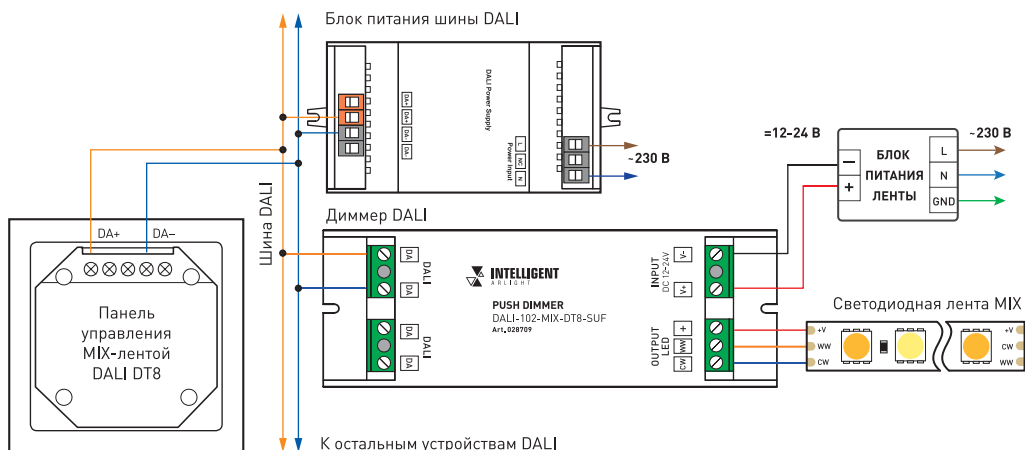 Блок питания шины DALI
DA+
DA+
DA-
DA-
DALI Power Supply
L
NC
N
Power Input
~230 В
=12-24 В
~230 В
БЛОК
ПИТАНИЯ
ЛЕНТЫ
−
+
L
N
GND
Шина DALI
Диммер DALI
DA+
DA−
Панель
управления
MIX-лентой
DALI DT8
DA
DA
DALI
DA
DA
DALI
INTELLIGENT
ARLIGHT
PUSH DIMMER
DALI-102-MIX-DT8-SUF
Art. 028709
INPUT
DC 12-24V
V-
V+
OUTPUT
LED
+
WW
CW
Светодиодная лента MIX
+V
WW
CW
+V
CW
WW
К остальным устройствам DALI